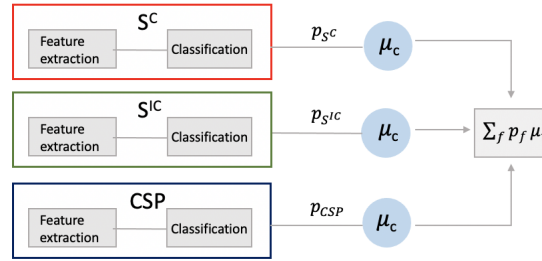 S^C
Feature extraction
Classification
p_{S^C}
μ_c
S^{IC}
Feature extraction
Classification
p_{S^{IC}}
μ_c
∑_f p_f μ
CSP
Feature extraction
Classification
p_{CSP}
μ_c